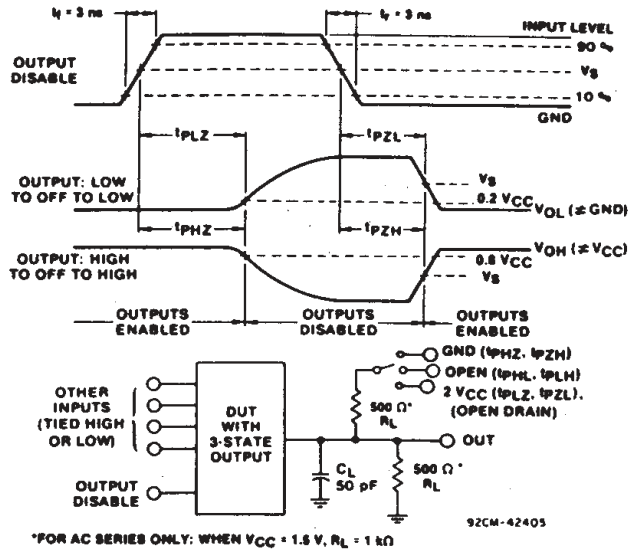 tr = 3 ns
tf = 3 ns
INPUT LEVEL
90 %
OUTPUT
DISABLE
VS
10 %
GND
tPLZ
tPZL
OUTPUT: LOW
TO OFF TO LOW
VS
0.2 VCC
VOL (≠ GND)
tPHZ
tPZH
OUTPUT: HIGH
TO OFF TO HIGH
VOH (≠ VCC)
0.8 VCC
VS
OUTPUTS
ENABLED
OUTPUTS
DISABLED
OUTPUTS
ENABLED
GND (tPHZ, tPZH)
OPEN (tPHL, tPLH)
2 VCC (tPLZ, tPZL),
(OPEN DRAIN)
OTHER
INPUTS
(TIED HIGH
OR LOW)
DUT
WITH
3-STATE
OUTPUT
500 Ω*
RL
OUT
OUTPUT
DISABLE
CL
50 pF
500 Ω*
RL
92CM-42405
*FOR AC SERIES ONLY: WHEN VCC = 1.5 V, RL = 1 kΩ